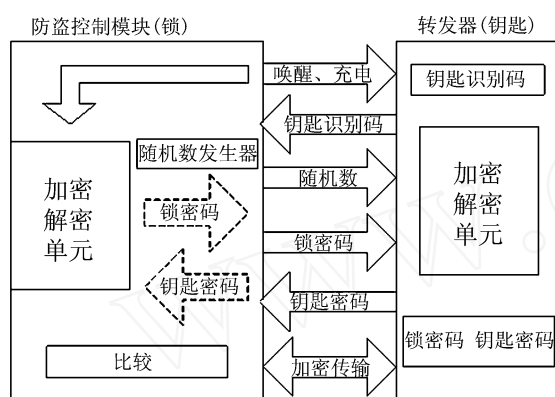 防盗控制模块(锁)
转发器(钥匙)
唤醒、充电
钥匙识别码
钥匙识别码
随机数发生器
随机数
加密
解密
单元
加密
解密
单元
锁密码
锁密码
钥匙密码
钥匙密码
锁密码 钥匙密码
比较
加密传输